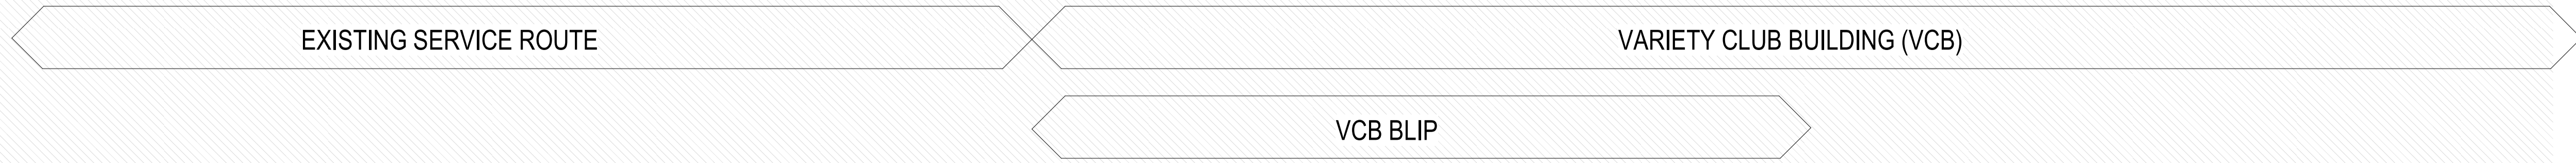 EXISTING SERVICE ROUTE
VARIETY CLUB BUILDING (VCB)
VCB BLIP